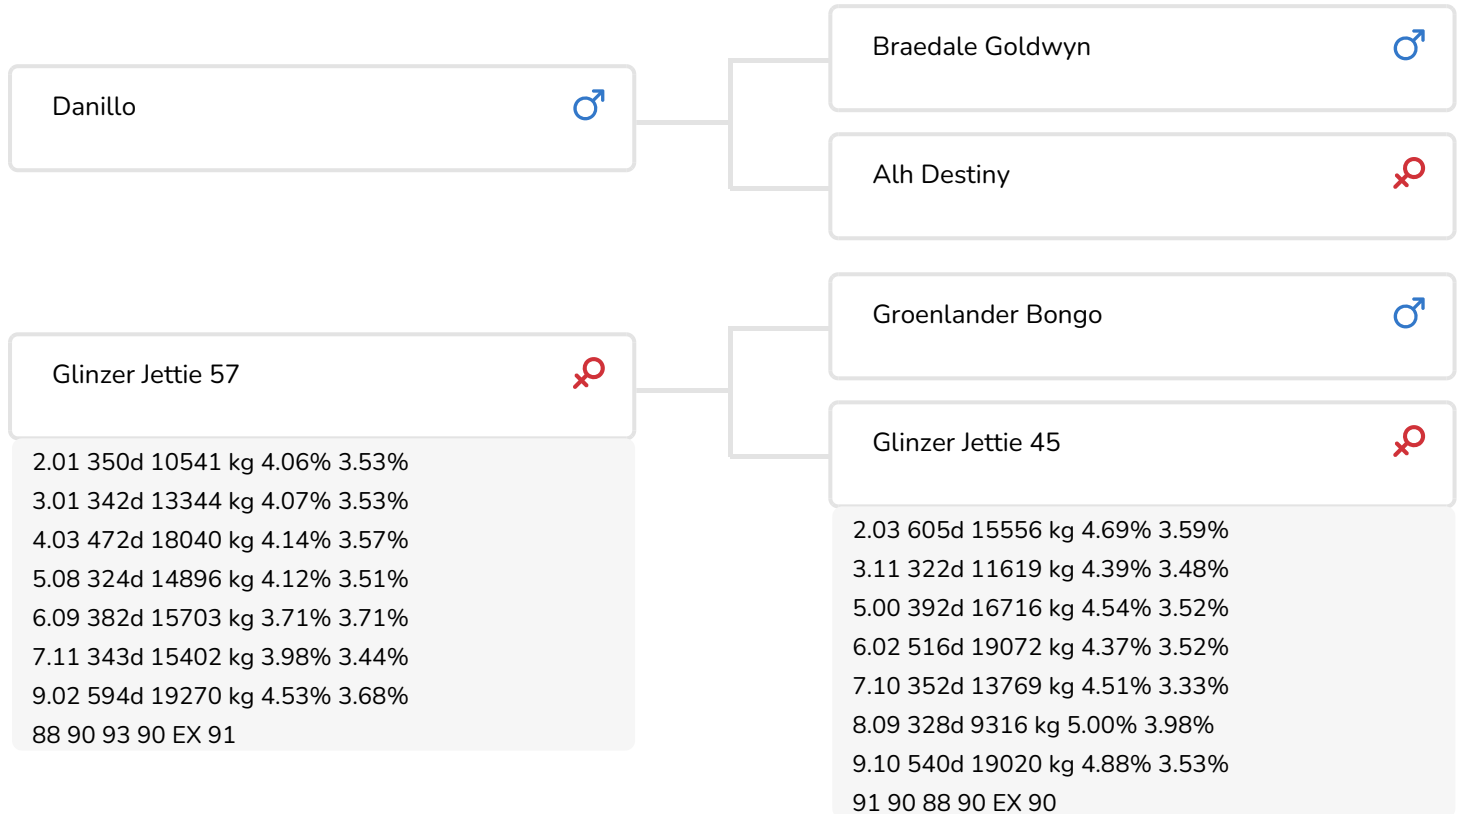 Danillo
Braedale Goldwyn
Alh Destiny
Glinzer Jettie 57
2.01 350d 10541 kg 4.06% 3.53%
3.01 342d 13344 kg 4.07% 3.53%
4.03 472d 18040 kg 4.14% 3.57%
5.08 324d 14896 kg 4.12% 3.51%
6.09 382d 15703 kg 3.71% 3.71%
7.11 343d 15402 kg 3.98% 3.44%
9.02 594d 19270 kg 4.53% 3.68%
88 90 93 90 EX 91
Groenlander Bongo
Glinzer Jettie 45
2.03 605d 15556 kg 4.69% 3.59%
3.11 322d 11619 kg 4.39% 3.48%
5.00 392d 16716 kg 4.54% 3.52%
6.02 516d 19072 kg 4.37% 3.52%
7.10 352d 13769 kg 4.51% 3.33%
8.09 328d 9316 kg 5.00% 3.98%
9.10 540d 19020 kg 4.88% 3.53%
91 90 88 90 EX 90